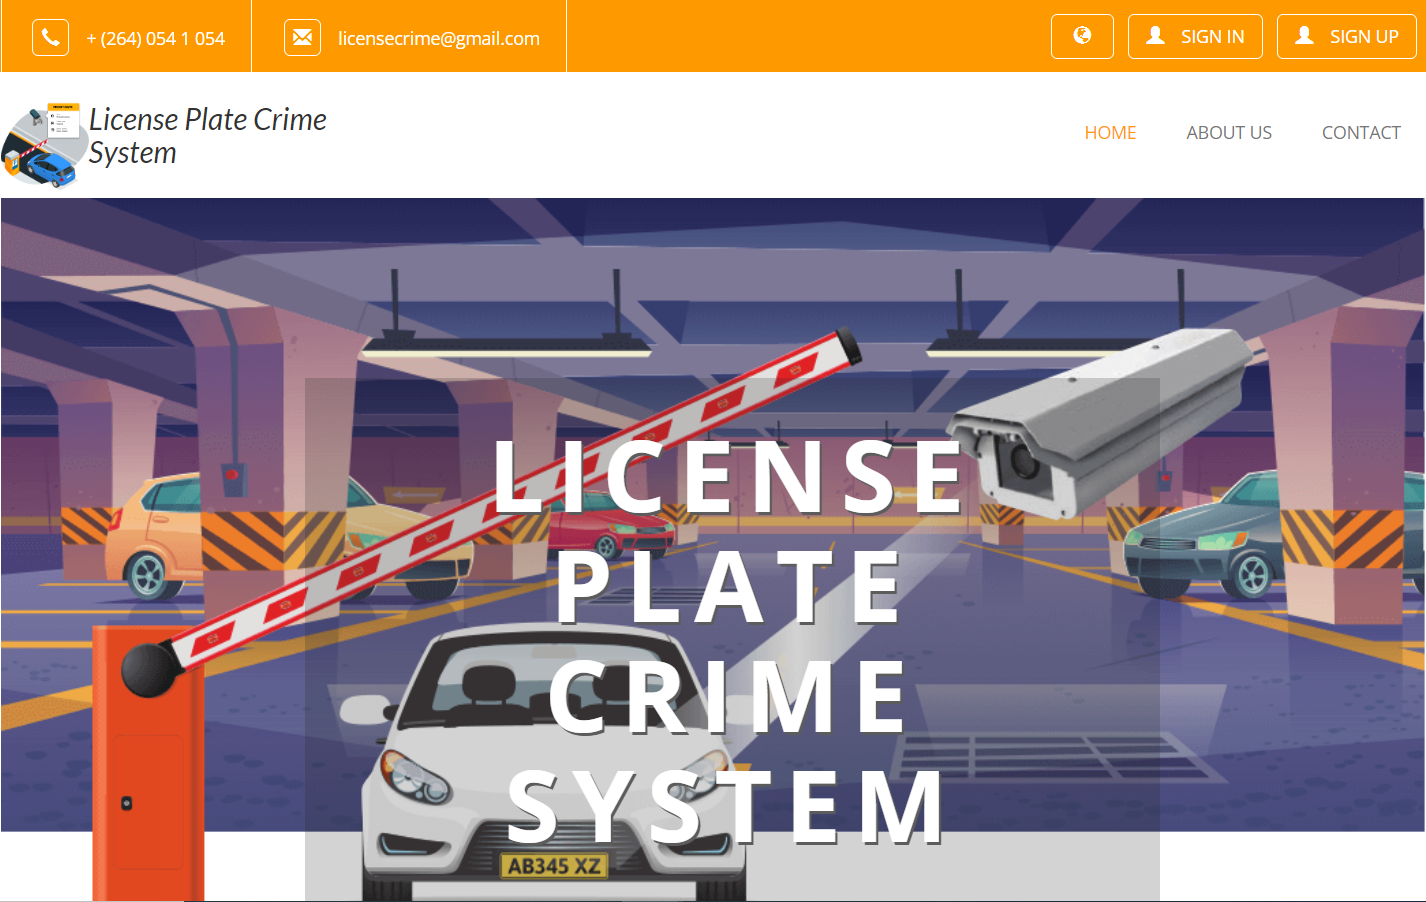 + (264) 054 1 054
licensecrime@gmail.com
SIGN IN
SIGN UP
License Plate Crime
System
HOME
ABOUT US
CONTACT
LICENSE
PLATE
CRIME
SYSTEM
AB345 XZ